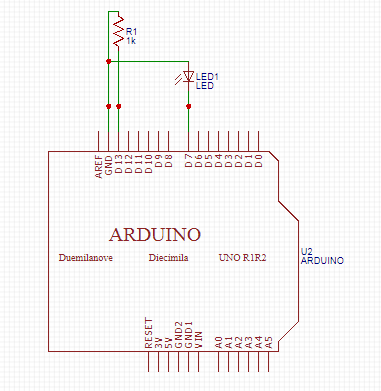 R1
1k
LED1
LED
AREF GND D13 D12 D11 D10 D9 D8 D7 D6 D5 D4 D3 D2 D1 D0
ARDUINO
Duemilanove Diecimila UNO R1R2
U2
ARDUINO
RESET 3V 5V GND2 GND1 VIN A0 A1 A2 A3 A4 A5